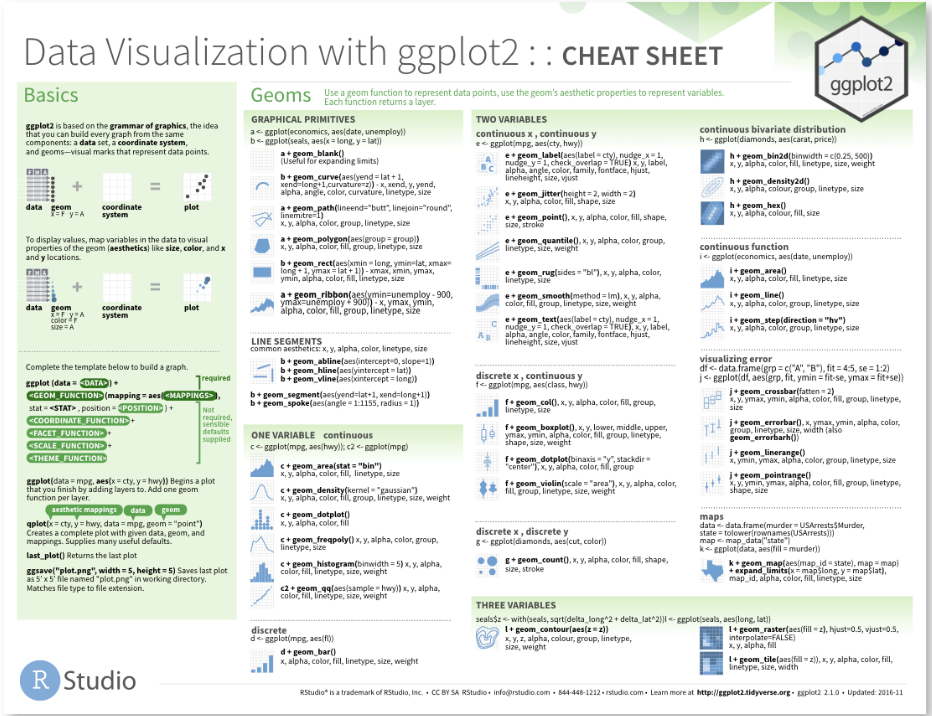 Data Visualization with ggplot2 : : CHEAT SHEET
ggplot2
Basics
ggplot2 is based on the grammar of graphics, the idea
that you can build every graph from the same
components: a data set, a coordinate system,
and geoms—visual marks that represent data points.
F M A
+
=
data
geom
x = F y = A
coordinate
system
plot
To display values, map variables in the data to visual
properties of the geom (aesthetics) like size, color, and x
and y locations.
F M A
+
=
data
geom
x = F y = A
color = F
size = A
coordinate
system
plot
Complete the template below to build a graph.
required
ggplot (data = <DATA>) +
<GEOM_FUNCTION>(mapping = aes(<MAPPINGS>),
stat = <STAT> , position = <POSITION>) +
<COORDINATE_FUNCTION> +
<FACET_FUNCTION> +
<SCALE_FUNCTION> +
<THEME_FUNCTION>
Not
required,
sensible
defaults
supplied
ggplot(data = mpg, aes(x = cty, y = hwy)) Begins a plot
that you finish by adding layers to. Add one geom
function per layer.
aesthetic mappings data geom
qplot(x = cty, y = hwy, data = mpg, geom = "point")
Creates a complete plot with given data, geom, and
mappings. Supplies many useful defaults.
last_plot() Returns the last plot
ggsave("plot.png", width = 5, height = 5) Saves last plot
as 5' x 5' file named "plot.png" in working directory.
Matches file type to file extension.
R Studio
Geoms
Use a geom function to represent data points, use the geom's aesthetic properties to represent variables.
Each function returns a layer.
GRAPHICAL PRIMITIVES
a <- ggplot(economics, aes(date, unemploy))
b <- ggplot(seals, aes(x = long, y = lat))
a + geom_blank()
(Useful for expanding limits)
b + geom_curve(aes(yend = lat + 1,
xend=long+1,curvature=z)) - x, xend, y, yend,
alpha, angle, color, curvature, linetype, size
a + geom_path(lineend="butt", linejoin="round",
linemitre=1)
x, y, alpha, color, group, linetype, size
a + geom_polygon(aes(group = group))
x, y, alpha, color, fill, group, linetype, size
b + geom_rect(aes(xmin = long, ymin=lat, xmax=
long + 1, ymax = lat + 1)) - xmax, xmin, ymax,
ymin, alpha, color, fill, linetype, size
a + geom_ribbon(aes(ymin=unemploy - 900,
ymax=unemploy + 900)) - x, ymax, ymin,
alpha, color, fill, group, linetype, size
LINE SEGMENTS
common aesthetics: x, y, alpha, color, linetype, size
b + geom_abline(aes(intercept=0, slope=1))
b + geom_hline(aes(yintercept = lat))
b + geom_vline(aes(xintercept = long))
b + geom_segment(aes(yend=lat+1, xend=long+1))
b + geom_spoke(aes(angle = 1:1155, radius = 1))
ONE VARIABLE continuous
c <- ggplot(mpg, aes(hwy)); c2 <- ggplot(mpg)
c + geom_area(stat = "bin")
x, y, alpha, color, fill, linetype, size
c + geom_density(kernel = "gaussian")
x, y, alpha, color, fill, group, linetype, size, weight
c + geom_dotplot()
x, y, alpha, color, fill
c + geom_freqpoly() x, y, alpha, color, group,
linetype, size
c + geom_histogram(binwidth = 5) x, y, alpha,
color, fill, linetype, size, weight
c2 + geom_qq(aes(sample = hwy)) x, y, alpha,
color, fill, linetype, size, weight
discrete
d <- ggplot(mpg, aes(fl))
d + geom_bar()
x, alpha, color, fill, linetype, size, weight
TWO VARIABLES
continuous x , continuous y
e <- ggplot(mpg, aes(cty, hwy))
e + geom_label(aes(label = cty), nudge_x = 1,
nudge_y = 1, check_overlap = TRUE) x, y, label,
alpha, angle, color, family, fontface, hjust,
lineheight, size, vjust
e + geom_jitter(height = 2, width = 2)
x, y, alpha, color, fill, shape, size
e + geom_point(), x, y, alpha, color, fill, shape,
size, stroke
e + geom_quantile(), x, y, alpha, color, group,
linetype, size, weight
e + geom_rug(sides = "bl"), x, y, alpha, color,
linetype, size
e + geom_smooth(method = lm), x, y, alpha,
color, fill, group, linetype, size, weight
e + geom_text(aes(label = cty), nudge_x = 1,
nudge_y = 1, check_overlap = TRUE), x, y, label,
alpha, angle, color, family, fontface, hjust,
lineheight, size, vjust
discrete x , continuous y
f <- ggplot(mpg, aes(class, hwy))
f + geom_col(), x, y, alpha, color, fill, group,
linetype, size
f + geom_boxplot(), x, y, lower, middle, upper,
ymax, ymin, alpha, color, fill, group, linetype,
shape, size, weight
f + geom_dotplot(binaxis = "y", stackdir =
"center"), x, y, alpha, color, fill, group
f + geom_violin(scale = "area"), x, y, alpha, color,
fill, group, linetype, size, weight
discrete x , discrete y
g <- ggplot(diamonds, aes(cut, color))
g + geom_count(), x, y, alpha, color, fill, shape,
size, stroke
continuous bivariate distribution
h <- ggplot(diamonds, aes(carat, price))
h + geom_bin2d(binwidth = c(0.25, 500))
x, y, alpha, color, fill, linetype, size, weight
h + geom_density2d()
x, y, alpha, colour, group, linetype, size
h + geom_hex()
x, y, alpha, colour, fill, size
continuous function
i <- ggplot(economics, aes(date, unemploy))
i + geom_area()
x, y, alpha, color, fill, linetype, size
i + geom_line()
x, y, alpha, color, group, linetype, size
i + geom_step(direction = "hv")
x, y, alpha, color, group, linetype, size
visualizing error
df <- data.frame(grp = c("A", "B"), fit = 4:5, se = 1:2)
j <- ggplot(df, aes(grp, fit, ymin = fit-se, ymax = fit+se))
j + geom_crossbar(fatten = 2)
x, y, ymax, ymin, alpha, color, fill, group, linetype,
size
j + geom_errorbar(), x, ymax, ymin, alpha, color,
group, linetype, size, width (also
geom_errorbarh())
j + geom_linerange()
x, ymin, ymax, alpha, color, group, linetype, size
j + geom_pointrange()
x, y, ymin, ymax, alpha, color, fill, group, linetype,
shape, size
maps
data <- data.frame(murder = USArrests$Murder,
state = tolower(rownames(USArrests)))
map <- map_data("state")
k <- ggplot(data, aes(fill = murder))
k + geom_map(aes(map_id = state), map = map)
+ expand_limits(x = map$long, y = map$lat),
map_id, alpha, color, fill, linetype, size
THREE VARIABLES
seals$z <- with(seals, sqrt(delta_long^2 + delta_lat^2))l <- ggplot(seals, aes(long, lat))
l + geom_contour(aes(z = z))
x, y, z, alpha, colour, group, linetype,
size, weight
l + geom_raster(aes(fill = z), hjust=0.5, vjust=0.5,
interpolate=FALSE)
x, y, alpha, fill
l + geom_tile(aes(fill = z)), x, y, alpha, color, fill,
linetype, size, width
RStudio® is a trademark of RStudio, Inc. • CC BY SA RStudio • info@rstudio.com • 844-448-1212 • rstudio.com • Learn more at http://ggplot2.tidyverse.org • ggplot2 2.1.0 • Updated: 2016-11